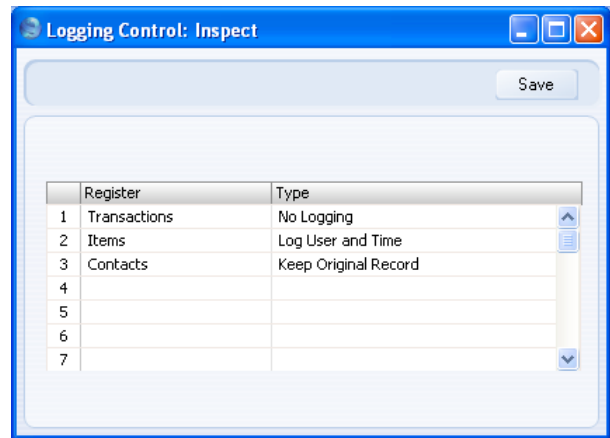 Logging Control: Inspect
Save
Register Type
1 Transactions No Logging
2 Items Log User and Time
3 Contacts Keep Original Record
4
5
6
7